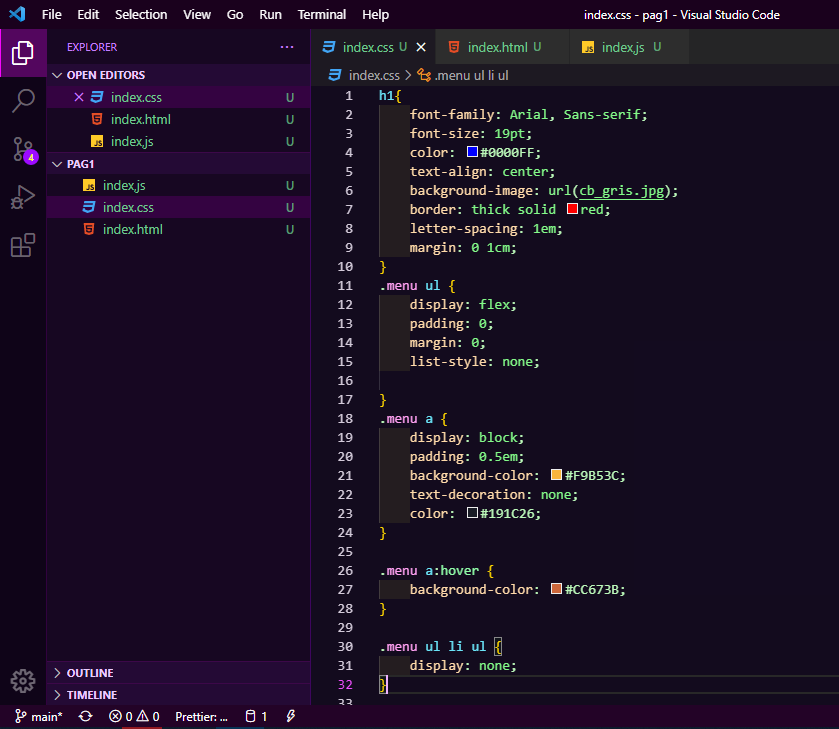 File Edit Selection View Go Run Terminal Help index.css - pag1 - Visual Studio Code
EXPLORER ...
OPEN EDITORS
index.css U
index.html U
JS index.js U
PAG1
JS index.js U
index.css U
index.html U
4
OUTLINE
TIMELINE
index.css U index.html U JS index.js U
index.css > .menu ul li ul
1 h1{
2 font-family: Arial, Sans-serif;
3 font-size: 19pt;
4 color: #0000FF;
5 text-align: center;
6 background-image: url(cb_gris.jpg);
7 border: thick solid red;
8 letter-spacing: 1em;
9 margin: 0 1cm;
10 }
11 .menu ul {
12 display: flex;
13 padding: 0;
14 margin: 0;
15 list-style: none;
16
17 }
18 .menu a {
19 display: block;
20 padding: 0.5em;
21 background-color: #F9B53C;
22 text-decoration: none;
23 color: #191C26;
24 }
25
26 .menu a:hover {
27 background-color: #CC673B;
28 }
29
30 .menu ul li ul {
31 display: none;
32 }
33
main* 0 0 Prettier: ... 1